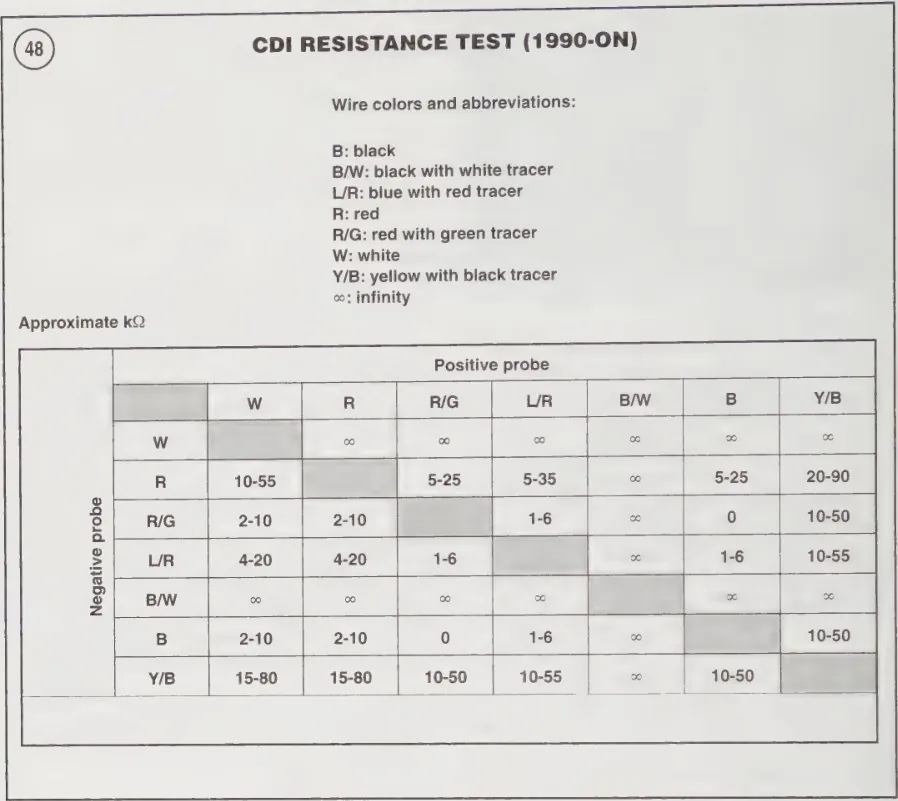 48
CDI RESISTANCE TEST (1990-ON)
Wire colors and abbreviations:
B: black
B/W: black with white tracer
L/R: blue with red tracer
R: red
R/G: red with green tracer
W: white
Y/B: yellow with black tracer
∞: infinity
Approximate kΩ
Positive probe
W R R/G L/R B/W B Y/B
Negative probe
W ∞ ∞ ∞ ∞ ∞ ∞
R 10-55 5-25 5-35 ∞ 5-25 20-90
R/G 2-10 2-10 1-6 ∞ 0 10-50
L/R 4-20 4-20 1-6 ∞ 1-6 10-55
B/W ∞ ∞ ∞ ∞ ∞ ∞
B 2-10 2-10 0 1-6 ∞ 10-50
Y/B 15-80 15-80 10-50 10-55 ∞ 10-50